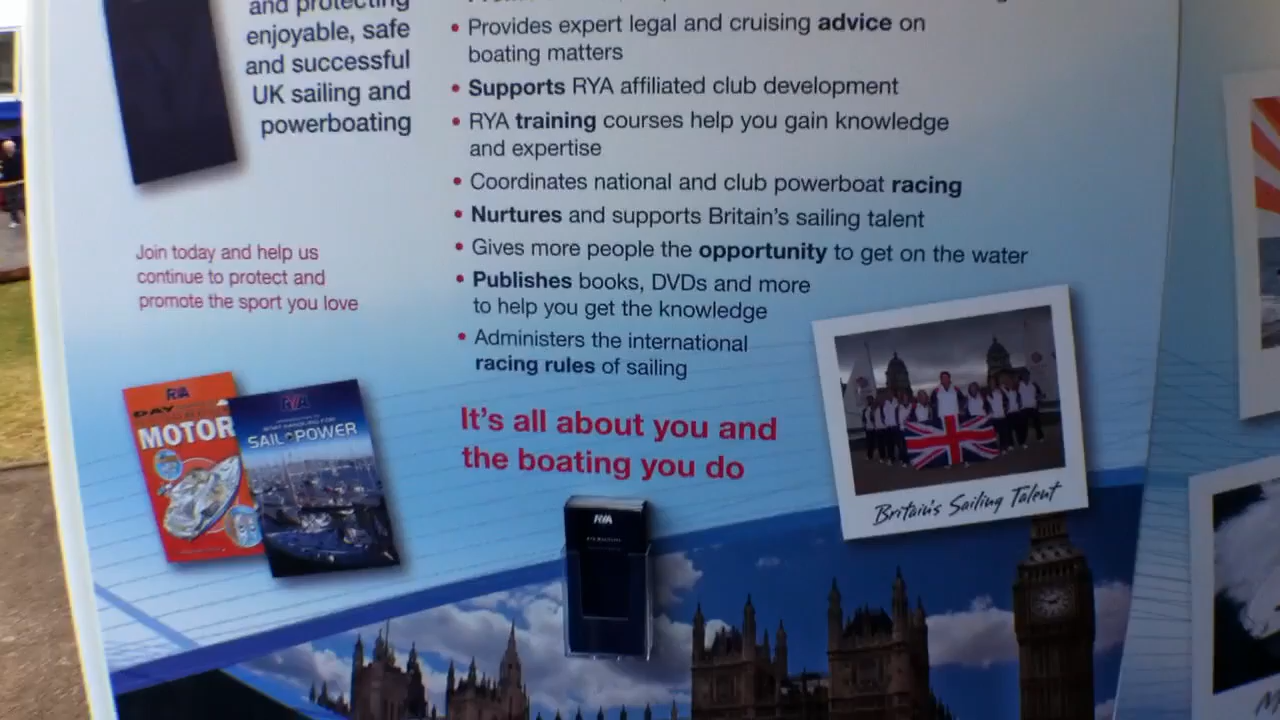 and protecting
enjoyable, safe
and successful
UK sailing and
powerboating
• Provides expert legal and cruising advice on
boating matters
• Supports RYA affiliated club development
• RYA training courses help you gain knowledge
and expertise
• Coordinates national and club powerboat racing
• Nurtures and supports Britain's sailing talent
• Gives more people the opportunity to get on the water
• Publishes books, DVDs and more
to help you get the knowledge
• Administers the international
racing rules of sailing
Join today and help us
continue to protect and
promote the sport you love
It's all about you and
the boating you do
RYA
DAY
MOTOR
RYA
SAIL POWER
RYA
Britain's Sailing Talent